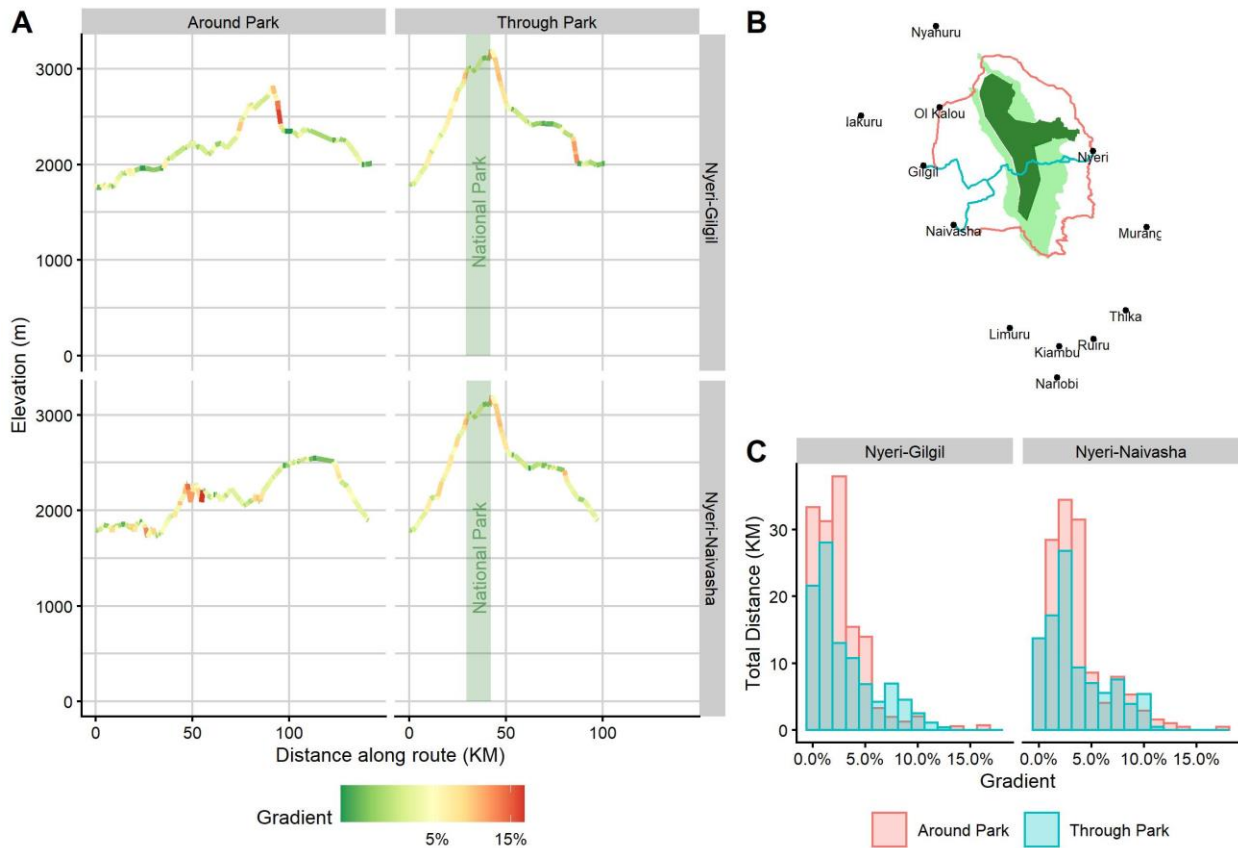 A
Around Park
Through Park
Elevation (m)
3000
2000
1000
0
National Park
Nyeri-Gilgil
3000
2000
1000
0
National Park
Nyeri-Naivasha
0
50
100
0
50
100
Distance along route (KM)
Gradient
5%
15%
B
Nyahuru
Ol Kalou
lakuru
Nyeri
Gilgil
Naivasha
Murang
Thika
Limuru
Ruiru
Kiambu
Nariobi
C
Nyeri-Gilgil
Nyeri-Naivasha
Total Distance (KM)
30
20
10
0
0.0%
5.0%
10.0%
15.0%
0.0%
5.0%
10.0%
15.0%
Gradient
Around Park
Through Park